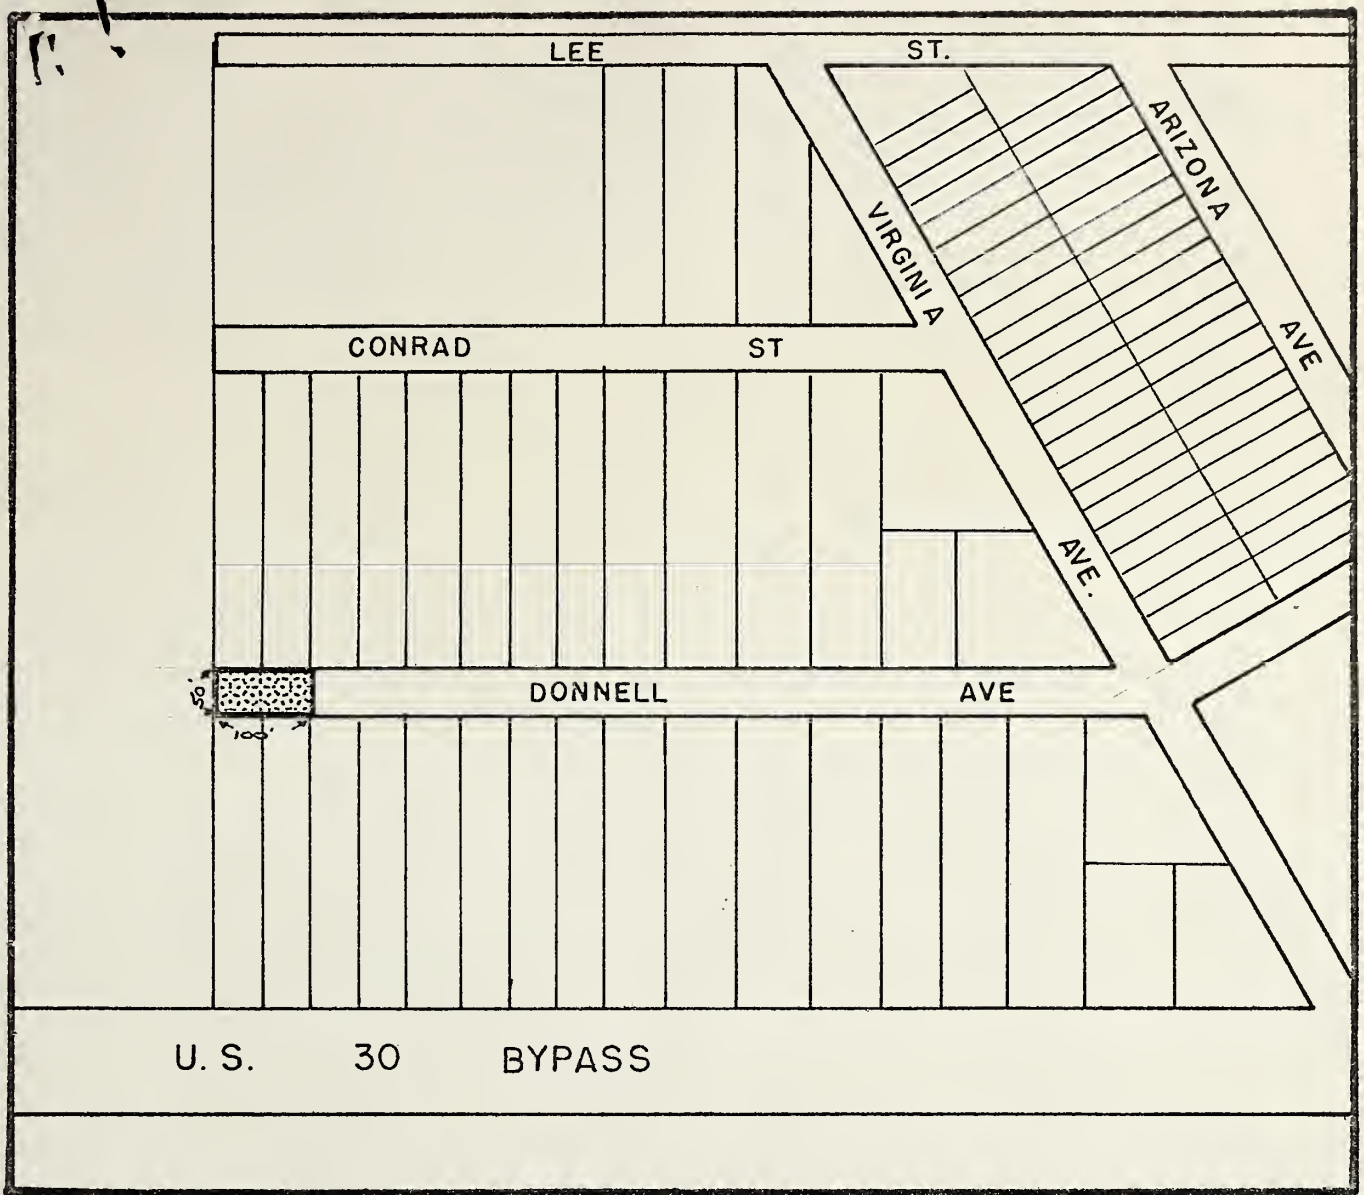 LEE ST.
ARIZONA AVE
VIRGINIA AVE.
CONRAD ST
DONNELL AVE
50'
100'
U. S. 30 BYPASS